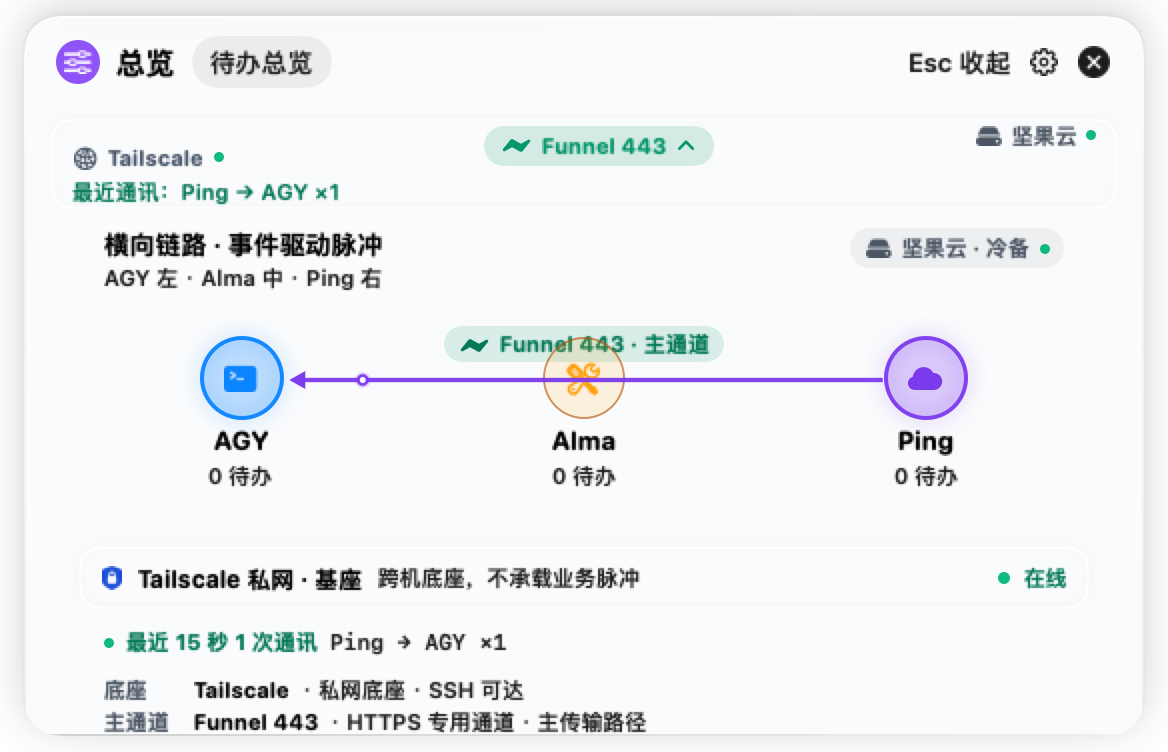 总览 待办总览 Esc 收起
Tailscale Funnel 443 坚果云
最近通讯：Ping → AGY ×1
横向链路 · 事件驱动脉冲
坚果云 · 冷备
AGY 左 · Alma 中 · Ping 右
Funnel 443 · 主通道
AGY Alma Ping
0 待办 0 待办 0 待办
Tailscale 私网 · 基座 跨机底座，不承载业务脉冲 在线
最近 15 秒 1 次通讯 Ping → AGY ×1
底座 Tailscale · 私网底座 · SSH 可达
主通道 Funnel 443 · HTTPS 专用通道 · 主传输路径